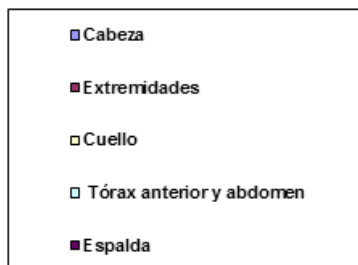 Cabeza
Extremidades
Cuello
Tórax anterior y abdomen
Espalda